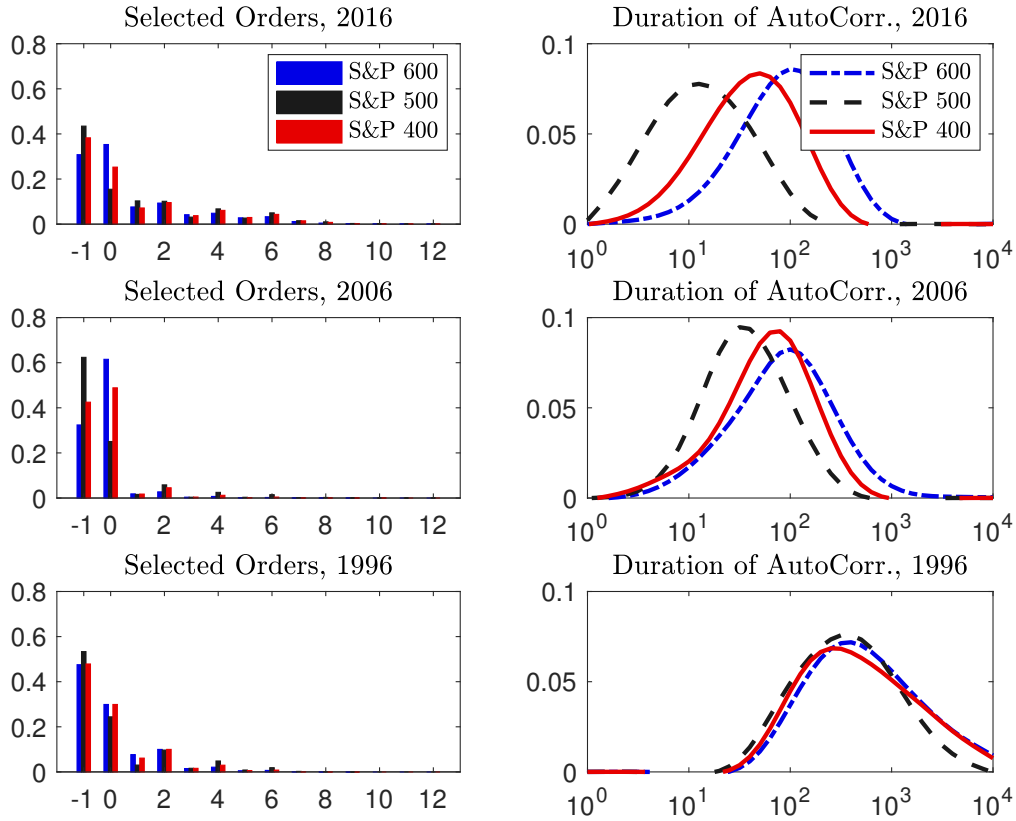 Selected Orders, 2016
Duration of AutoCorr., 2016
0.8
0.6
0.4
0.2
0
S&P 600
S&P 500
S&P 400
-1 0 2 4 6 8 10 12
0.1
0.05
0
S&P 600
S&P 500
S&P 400
10^0 10^1 10^2 10^3 10^4
Selected Orders, 2006
Duration of AutoCorr., 2006
0.8
0.6
0.4
0.2
0
-1 0 2 4 6 8 10 12
0.1
0.05
0
10^0 10^1 10^2 10^3 10^4
Selected Orders, 1996
Duration of AutoCorr., 1996
0.8
0.6
0.4
0.2
0
-1 0 2 4 6 8 10 12
0.1
0.05
0
10^0 10^1 10^2 10^3 10^4